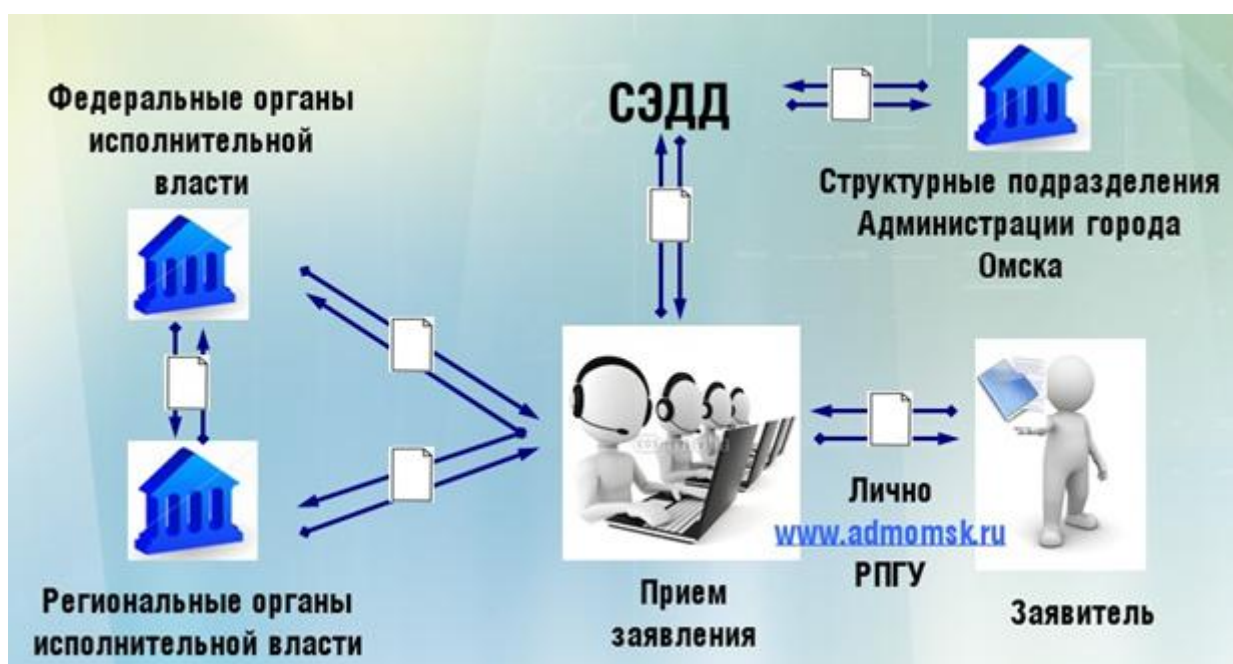 Федеральные органы
исполнительной
власти
СЭДД
Структурные подразделения
Администрации города
Омска
Лично
www.admomsk.ru
РПГУ
Прием
заявления
Заявитель
Региональные органы
исполнительной власти